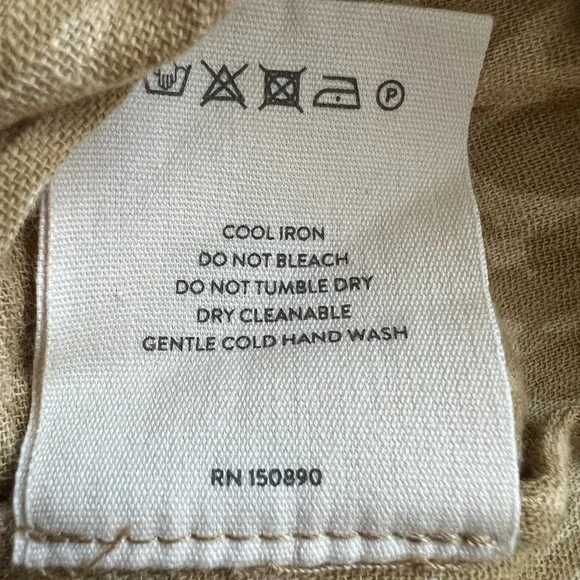 P
COOL IRON
DO NOT BLEACH
DO NOT TUMBLE DRY
DRY CLEANABLE
GENTLE COLD HAND WASH
RN 150890